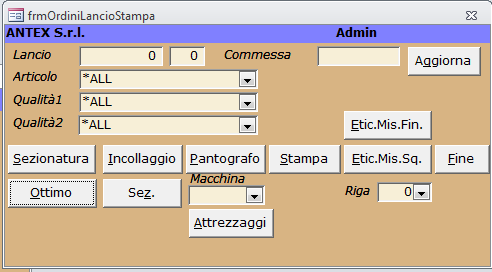 frmOrdiniLancioStampa
ANTEX S.r.l. Admin
Lancio 0 0 Commessa Aggiorna
Articolo *ALL
Qualità1 *ALL
Qualità2 *ALL Etic.Mis.Fin.
Sezionatura Incollaggio Pantografo Stampa Etic.Mis.Sq. Fine
Ottimo Sez. Macchina Riga 0
Attrezzaggi